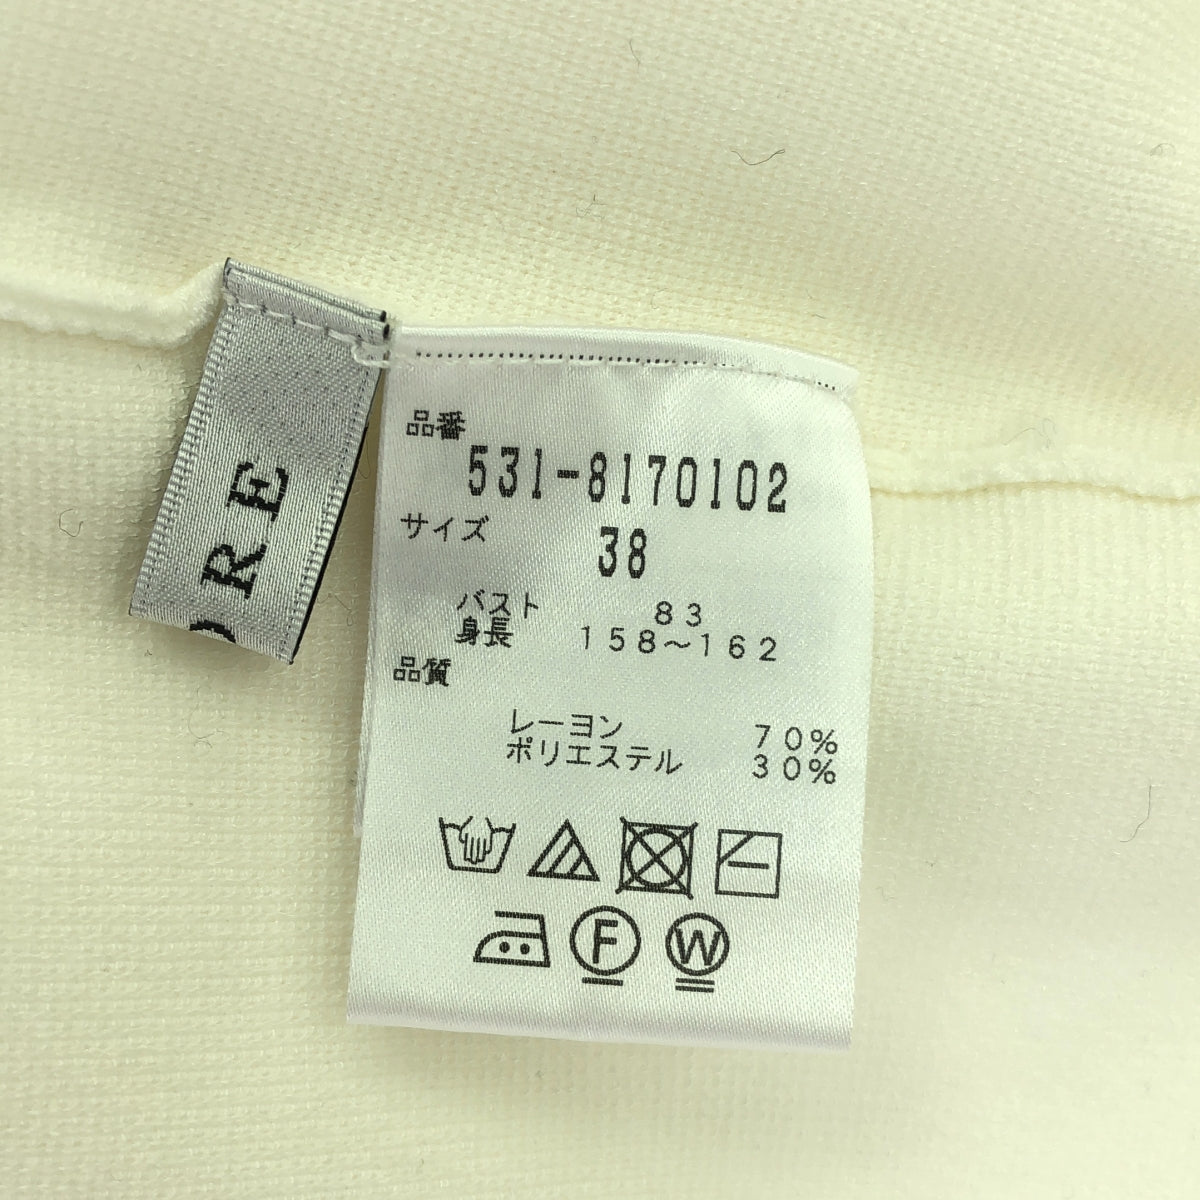 RE
品番
531-8170102
サイズ 38
バスト 83
身長 158～162
品質
レーヨン 70%
ポリエステル 30%
F W